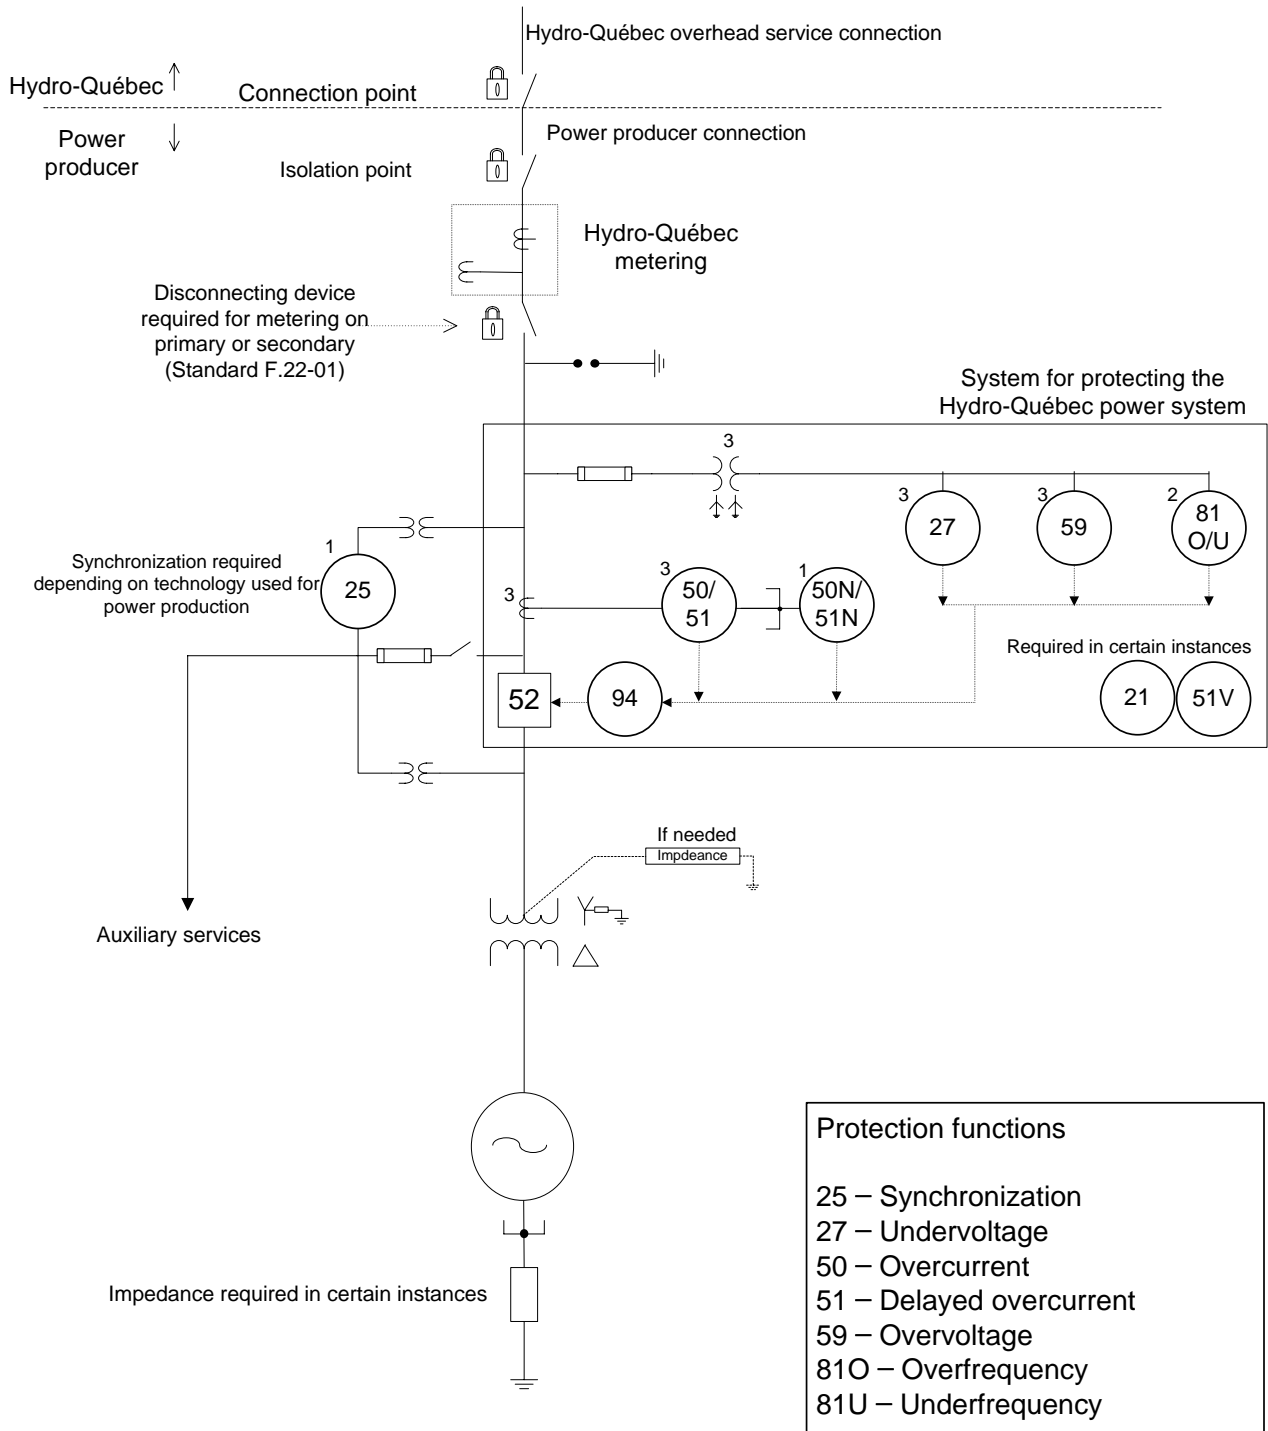 Hydro-Québec overhead service connection
Hydro-Québec
Connection point
Power
producer
Power producer connection
Isolation point
Hydro-Québec
metering
Disconnecting device
required for metering on
primary or secondary
(Standard F.22-01)
System for protecting the
Hydro-Québec power system
3
3
27
3
59
2
81
O/U
1
25
Synchronization required
depending on technology used for
power production
3
3
50/
51
1
50N/
51N
Required in certain instances
52
94
21
51V
If needed
Impdeance
Auxiliary services
Impedance required in certain instances
Protection functions
25 – Synchronization
27 – Undervoltage
50 – Overcurrent
51 – Delayed overcurrent
59 – Overvoltage
81O – Overfrequency
81U – Underfrequency